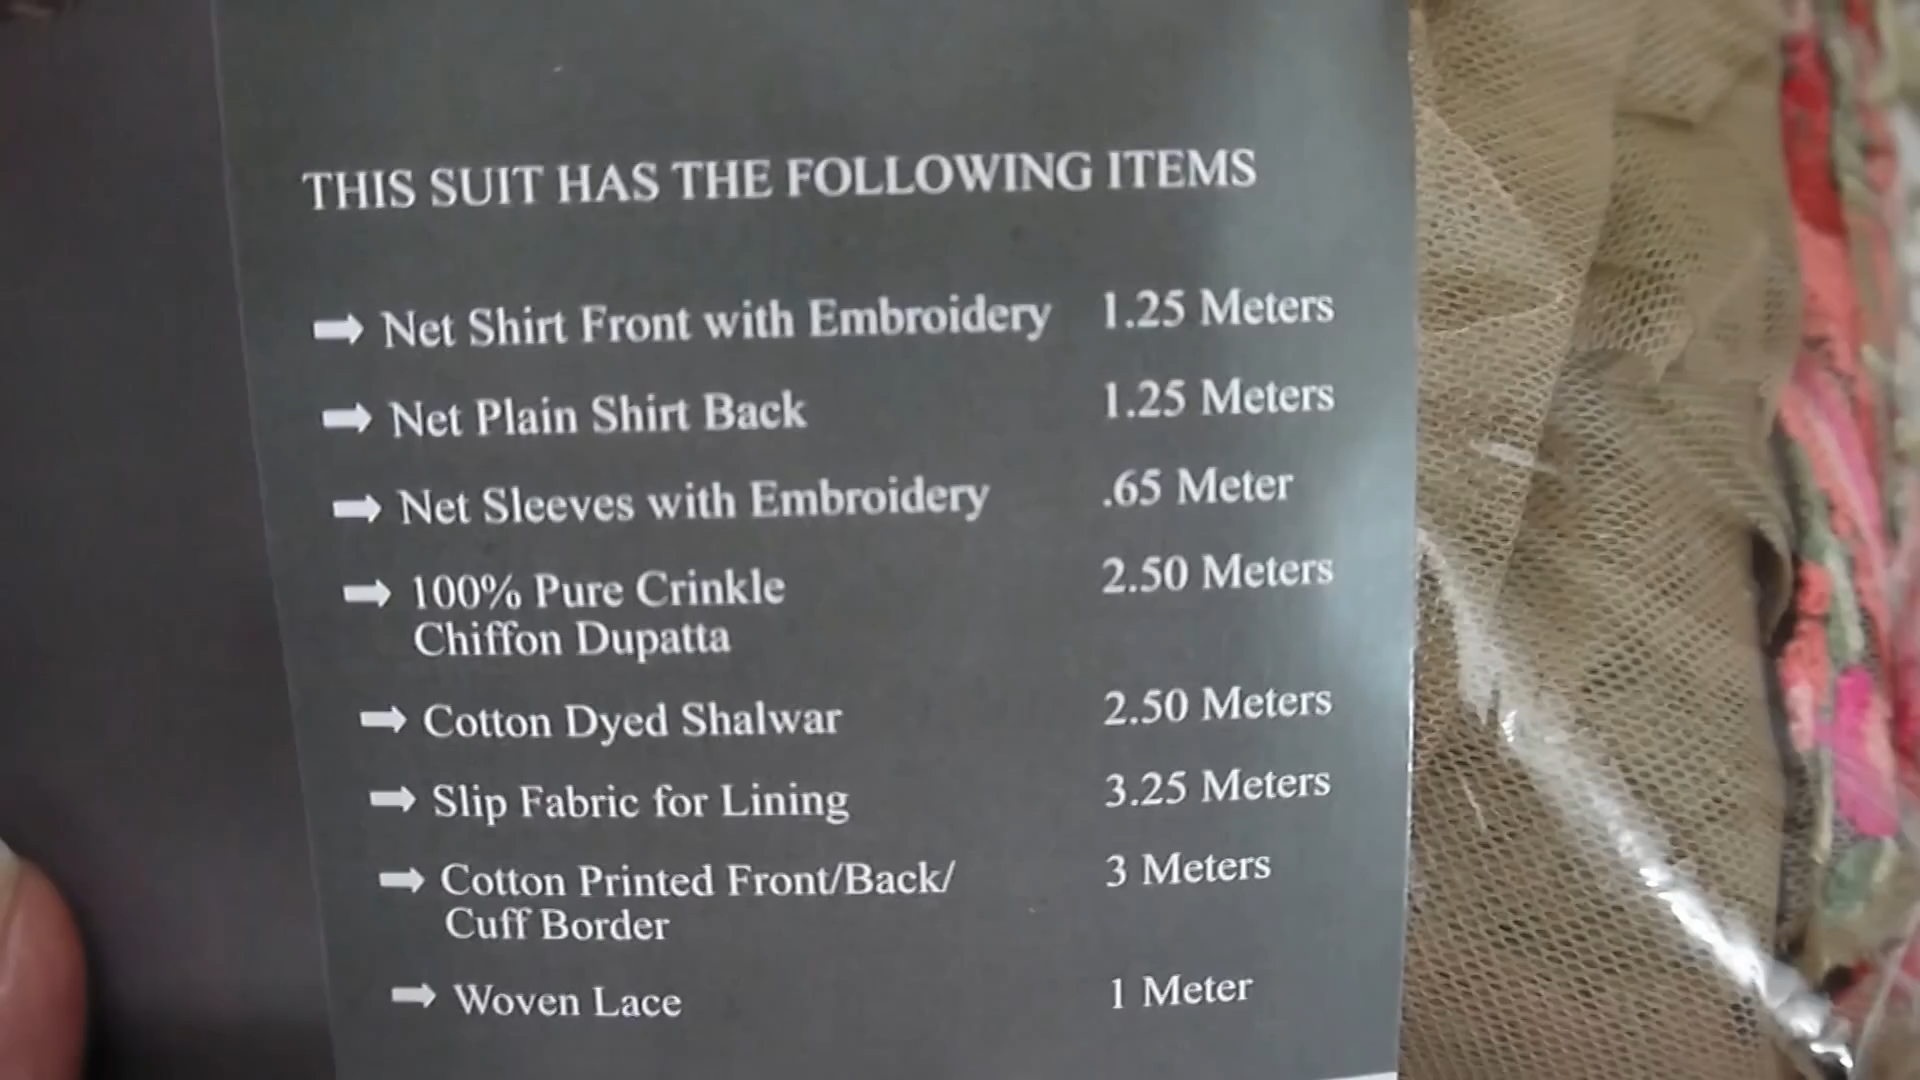 THIS SUIT HAS THE FOLLOWING ITEMS
➡ Net Shirt Front with Embroidery 1.25 Meters
➡ Net Plain Shirt Back 1.25 Meters
➡ Net Sleeves with Embroidery .65 Meter
➡ 100% Pure Crinkle 2.50 Meters
Chiffon Dupatta
➡ Cotton Dyed Shalwar 2.50 Meters
➡ Slip Fabric for Lining 3.25 Meters
➡ Cotton Printed Front/Back/ 3 Meters
Cuff Border
➡ Woven Lace 1 Meter